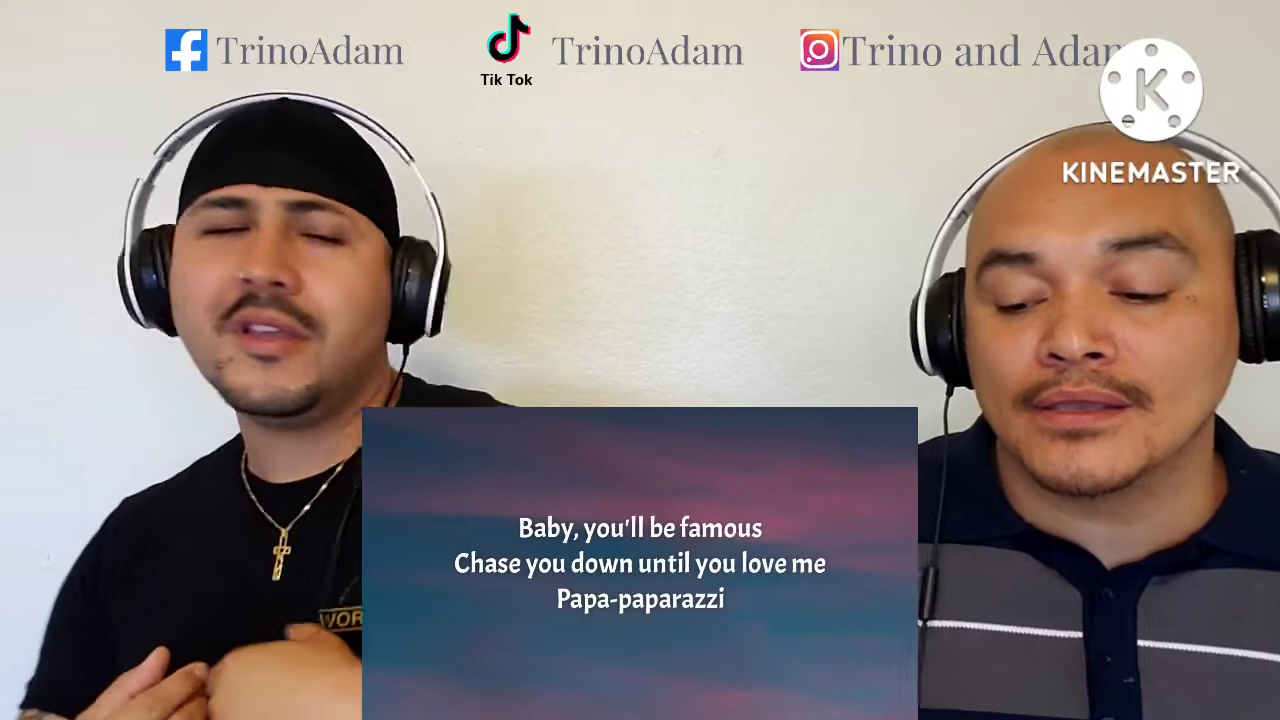 TrinoAdam
Tik Tok
TrinoAdam
Trino and Adam
KINEMASTER
WOR
Baby, you'll be famous
Chase you down until you love me
Papa-paparazzi